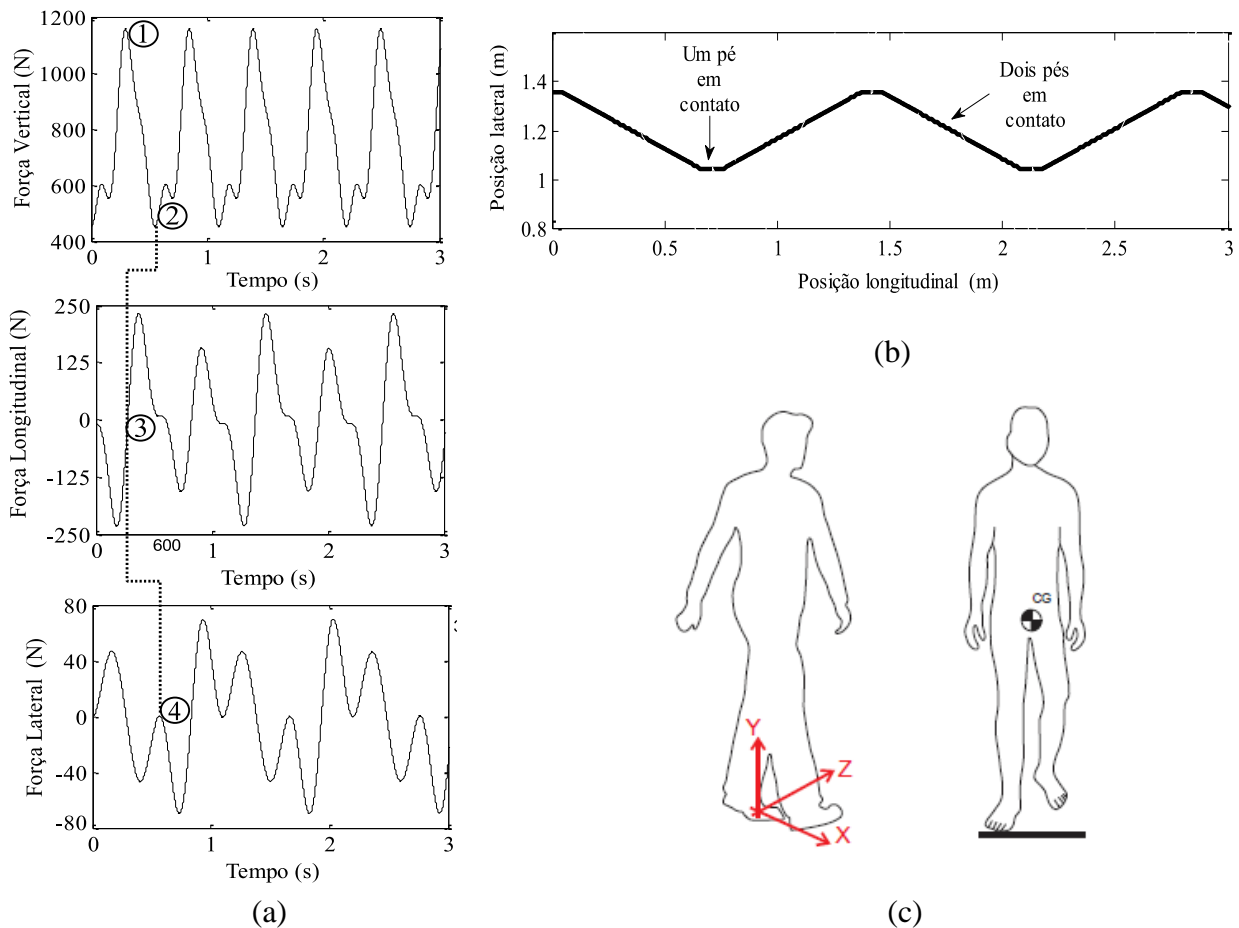 1200
1000
800
600
400
Força Vertical (N)
1
2
0 1 2 3
Tempo (s)
250
125
0
-125
-250
Força Longitudinal (N)
3
0 600 1 2 3
Tempo (s)
80
40
0
-40
-80
Força Lateral (N)
4
0 1 2 3
Tempo (s)
(a)
Posição lateral (m)
1.4
1.2
1
0.8
Um pé
em
contato
Dois pés
em
contato
0 0.5 1 1.5 2 2.5 3
Posição longitudinal (m)
(b)
Y
Z
X
CG
(c)